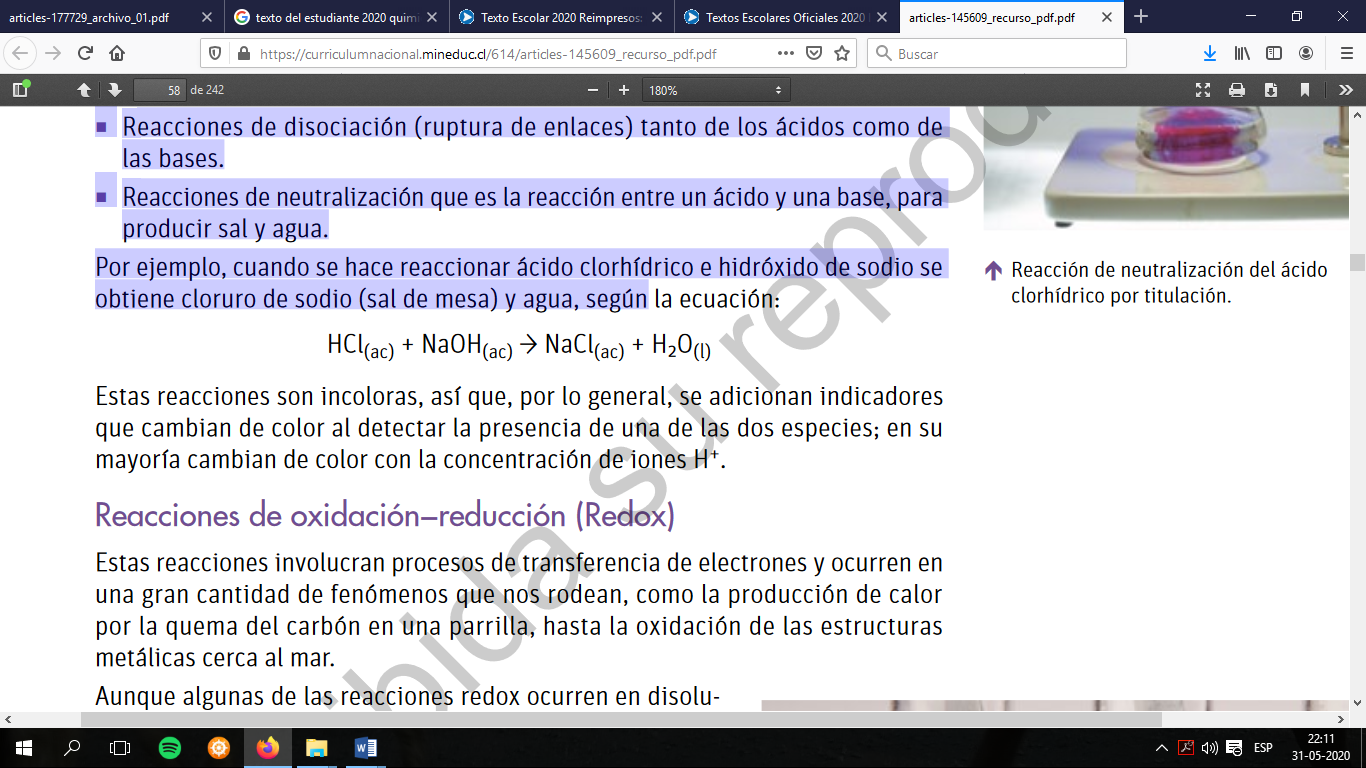 articles-177729_archivo_01.pdf
texto del estudiante 2020 quimi
Texto Escolar 2020 Reimpresos:
Textos Escolares Oficiales 2020
articles-145609_recurso_pdf.pdf
https://curriculumnacional.mineduc.cl/614/articles-145609_recurso_pdf.pdf
Buscar
58 de 242
180%
Reacciones de disociación (ruptura de enlaces) tanto de los ácidos como de
las bases.
Reacciones de neutralización que es la reacción entre un ácido y una base, para
producir sal y agua.
Por ejemplo, cuando se hace reaccionar ácido clorhídrico e hidróxido de sodio se
obtiene cloruro de sodio (sal de mesa) y agua, según la ecuación:
HCl(ac) + NaOH(ac) → NaCl(ac) + H₂O(l)
Estas reacciones son incoloras, así que, por lo general, se adicionan indicadores
que cambian de color al detectar la presencia de una de las dos especies; en su
mayoría cambian de color con la concentración de iones H⁺.
Reacciones de oxidación–reducción (Redox)
Estas reacciones involucran procesos de transferencia de electrones y ocurren en
una gran cantidad de fenómenos que nos rodean, como la producción de calor
por la quema del carbón en una parrilla, hasta la oxidación de las estructuras
metálicas cerca al mar.
Aunque algunas de las reacciones redox ocurren en disolu-
Reacción de neutralización del ácido
clorhídrico por titulación.
ibida su reprod
ESP
22:11
31-05-2020